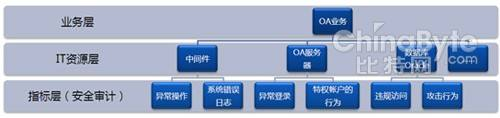 业务层
OA业务
ChinaByte
比特网
IT资源层
中间件
OA服务
器
数据库
指标层（安全审计）
异常操作
系统错误
日志
异常登录
特权帐户的
行为
违规访问
攻击行为